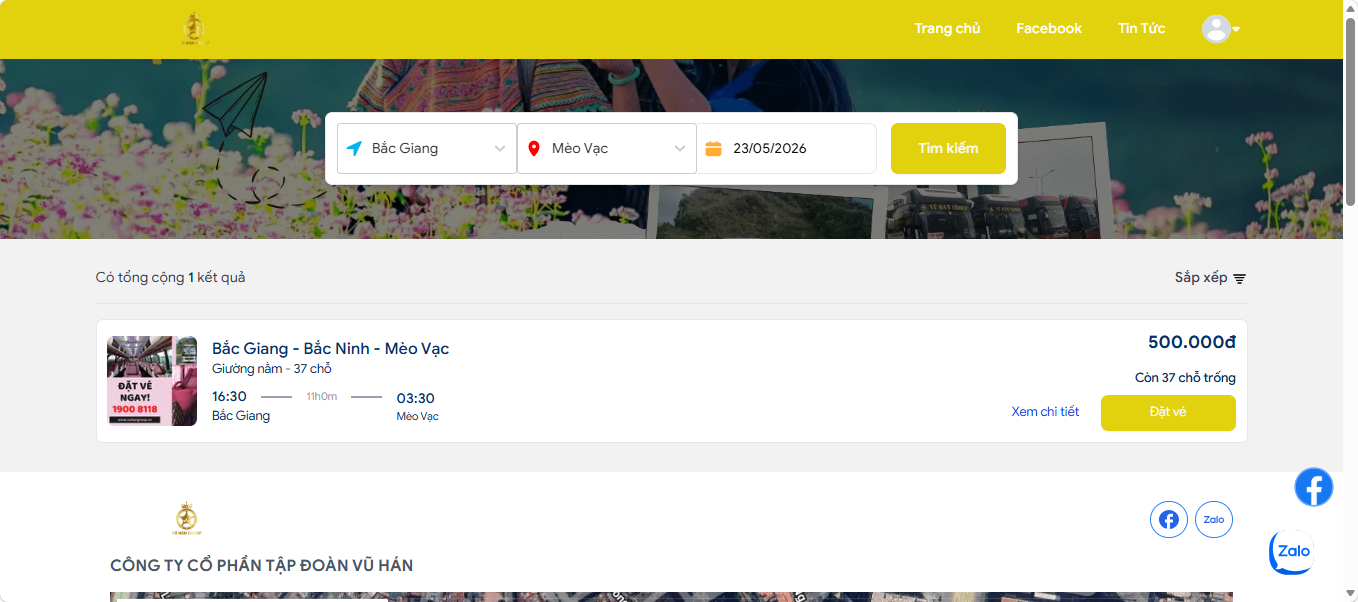 Trang chủ
Facebook
Tin Tức
Bắc Giang
Mèo Vạc
23/05/2026
Tìm kiếm
Có tổng cộng 1 kết quả
Sắp xếp
ĐẶT VÉ
NGAY!
1900 8118
Bắc Giang - Bắc Ninh - Mèo Vạc
Giường nằm - 37 chỗ
16:30
11h0m
03:30
Bắc Giang
Mèo Vạc
500.000đ
Còn 37 chỗ trống
Xem chi tiết
Đặt vé
VŨ HÁN GROUP
Zalo
Zalo
CÔNG TY CỔ PHẦN TẬP ĐOÀN VŨ HÁN